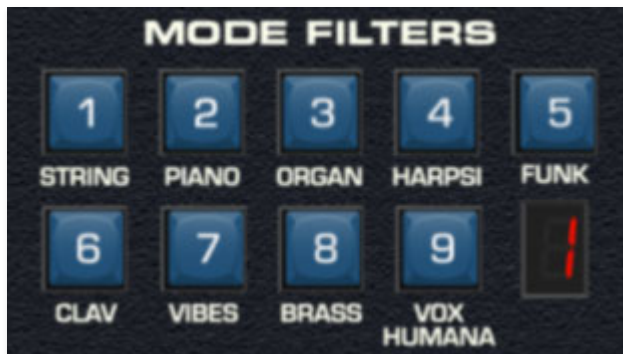 MODE FILTERS
1 2 3 4 5
STRING PIANO ORGAN HARPSI FUNK
6 7 8 9 1
CLAV VIBES BRASS VOX
HUMANA